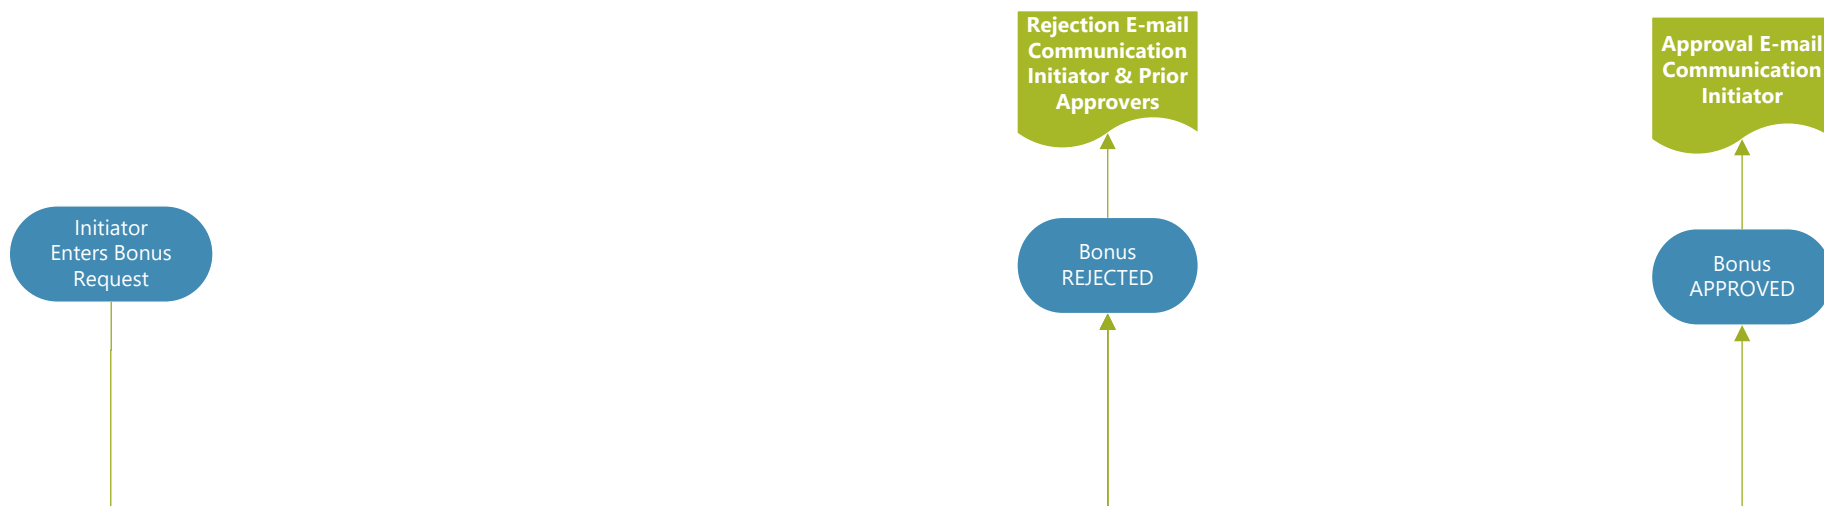 Rejection E-mail
Communication
Initiator & Prior
Approvers
Approval E-mail
Communication
Initiator
Initiator
Enters Bonus
Request
Bonus
REJECTED
Bonus
APPROVED